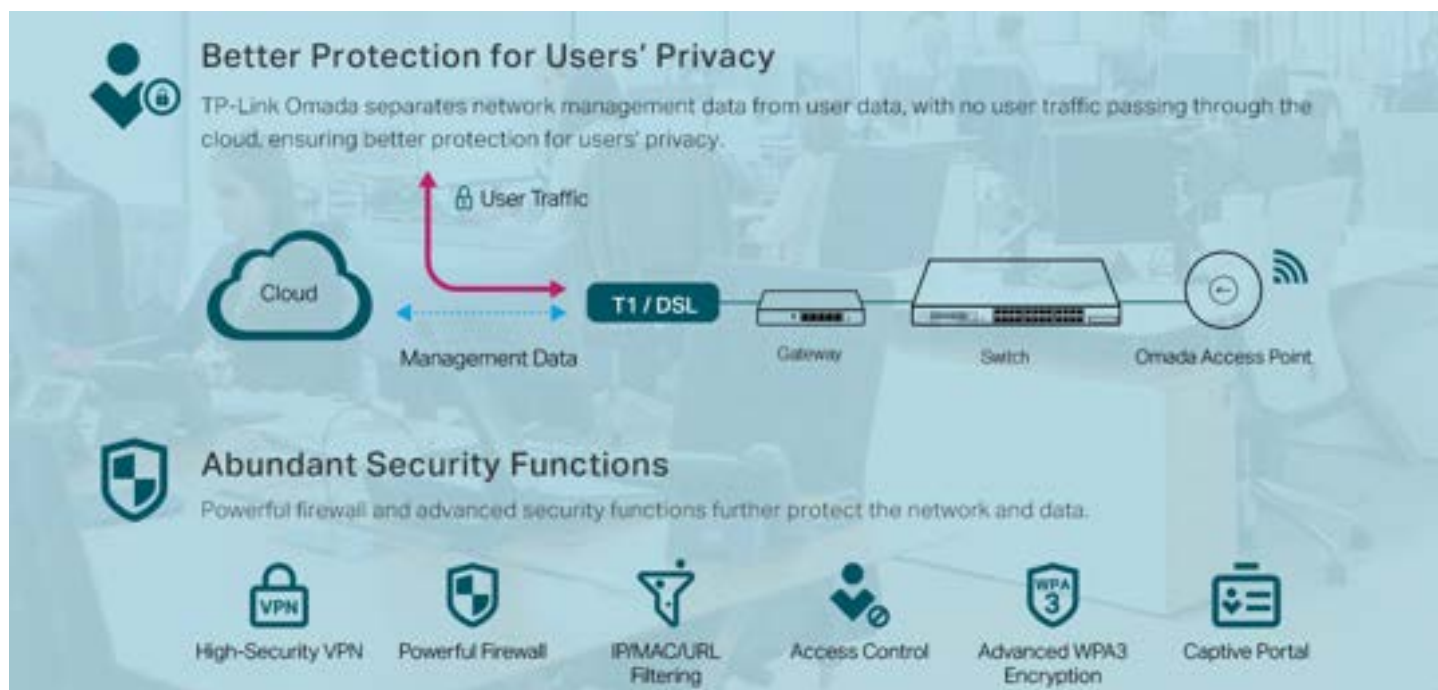 Better Protection for Users' Privacy
TP-Link Omada separates network management data from user data, with no user traffic passing through the
cloud, ensuring better protection for users' privacy.
User Traffic
Cloud
T1 / DSL
Management Data
Gateway
Switch
Omada Access Point
Abundant Security Functions
Powerful firewall and advanced security functions further protect the network and data.
VPN
WPA
3
High-Security VPN
Powerful Firewall
IP/MAC/URL
Filtering
Access Control
Advanced WPA3
Encryption
Captive Portal